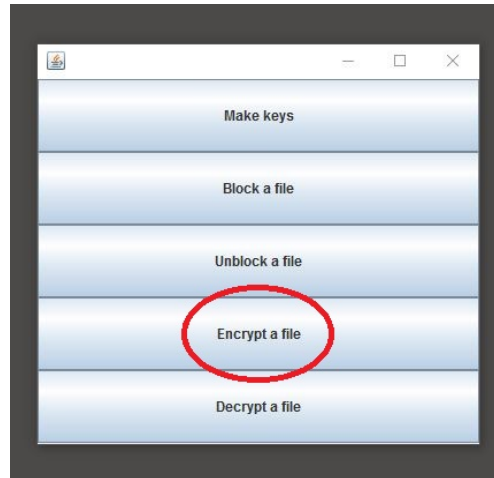 Make keys
Block a file
Unblock a file
Encrypt a file
Decrypt a file